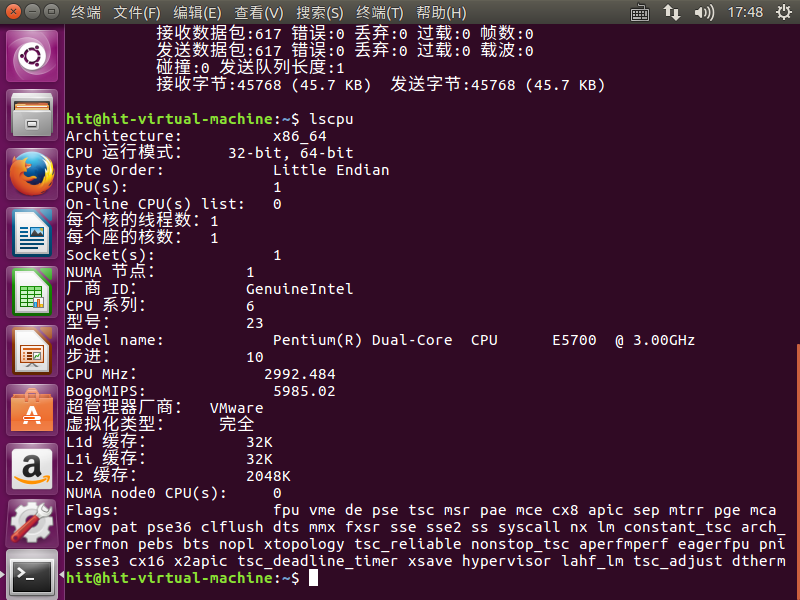 终端 文件(F) 编辑(E) 查看(V) 搜索(S) 终端(T) 帮助(H) 17:48
接收数据包:617 错误:0 丢弃:0 过载:0 帧数:0
发送数据包:617 错误:0 丢弃:0 过载:0 载波:0
碰撞:0 发送队列长度:1
接收字节:45768 (45.7 KB) 发送字节:45768 (45.7 KB)
hit@hit-virtual-machine:~$ lscpu
Architecture: x86_64
CPU 运行模式: 32-bit, 64-bit
Byte Order: Little Endian
CPU(s): 1
On-line CPU(s) list: 0
每个核的线程数: 1
每个座的核数: 1
Socket(s): 1
NUMA 节点: 1
厂商 ID: GenuineIntel
CPU 系列: 6
型号: 23
Model name: Pentium(R) Dual-Core CPU E5700 @ 3.00GHz
步进: 10
CPU MHz: 2992.484
BogoMIPS: 5985.02
超管理器厂商: VMware
虚拟化类型: 完全
L1d 缓存: 32K
L1i 缓存: 32K
L2 缓存: 2048K
NUMA node0 CPU(s): 0
Flags: fpu vme de pse tsc msr pae mce cx8 apic sep mtrr pge mca
cmov pat pse36 clflush dts mmx fxsr sse sse2 ss syscall nx lm constant_tsc arch_
perfmon pebs bts nopl xtopology tsc_reliable nonstop_tsc aperfmperf eagerfpu pni
ssse3 cx16 x2apic tsc_deadline_timer xsave hypervisor lahf_lm tsc_adjust dtherm
hit@hit-virtual-machine:~$